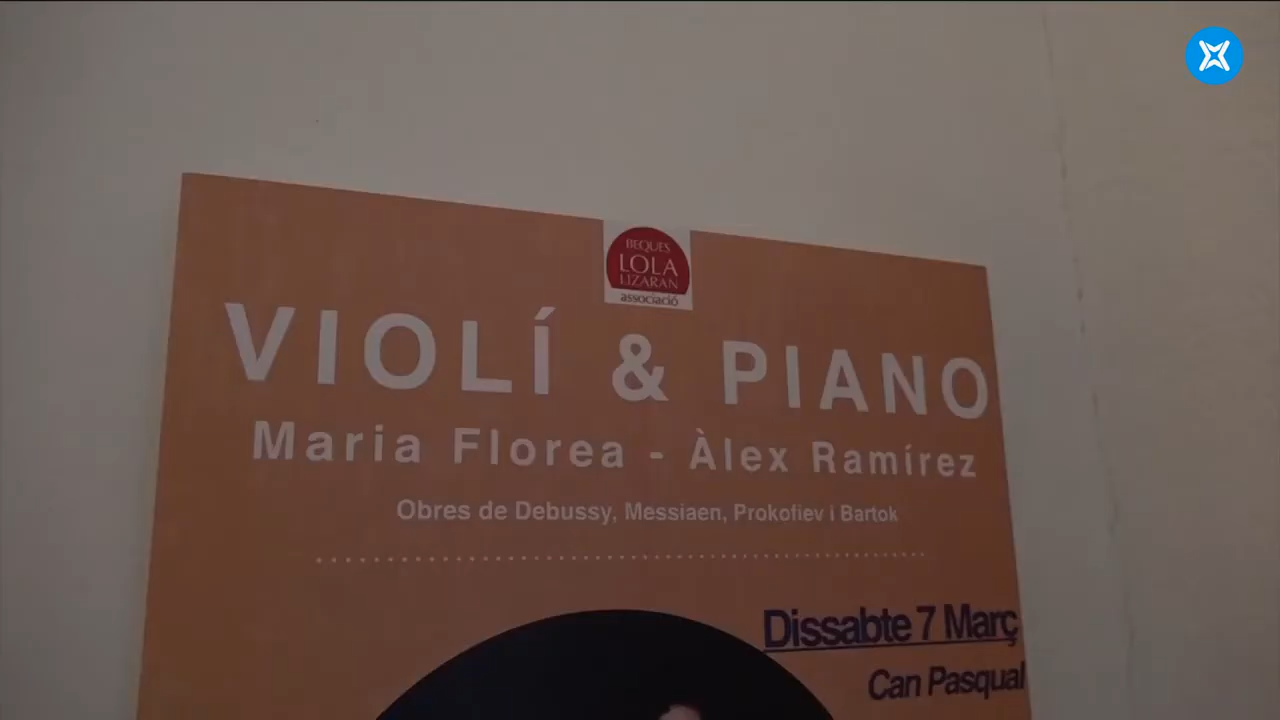 BEQUES
LOLA
LIZARAN
associació
VIOLÍ & PIANO
Maria Florea - Àlex Ramírez
Obres de Debussy, Messiaen, Prokofiev i Bartok
Dissabte 7 Març
Can Pasqual